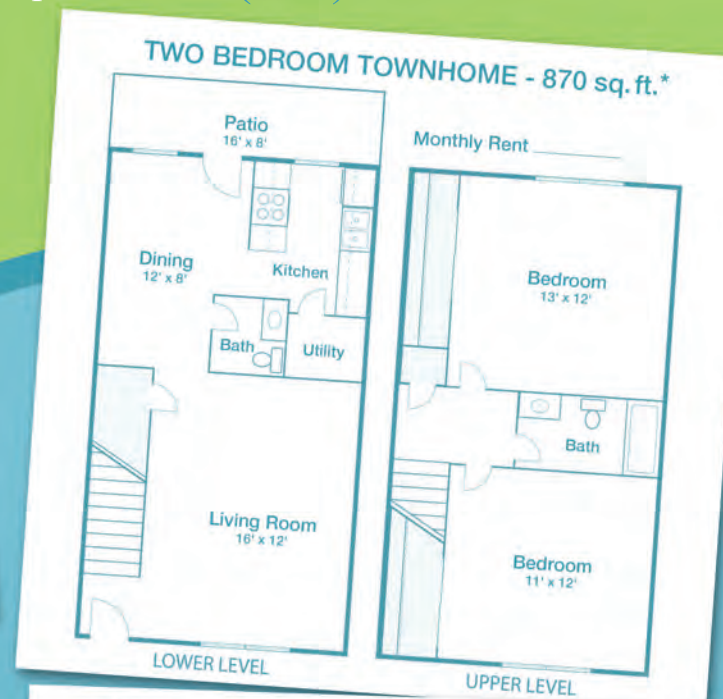 TWO BEDROOM TOWNHOME - 870 sq. ft.*
Patio
16' x 8'
Dining
12' x 8'
Kitchen
Bath
Utility
Living Room
16' x 12'
LOWER LEVEL
Monthly Rent
Bedroom
13' x 12'
Bath
Bedroom
11' x 12'
UPPER LEVEL